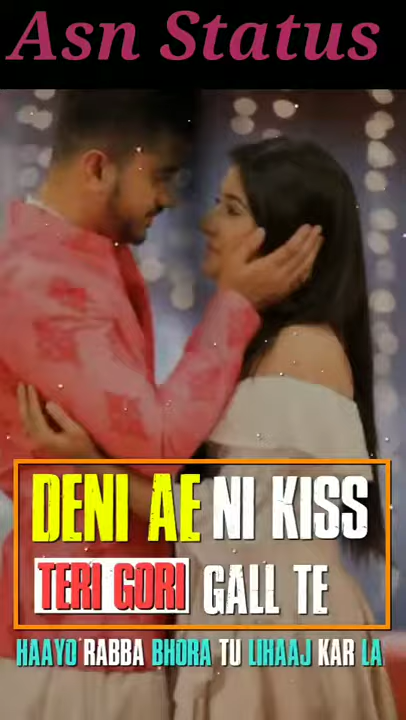 Asn Status
DENI AE NI KISS
TERI GORI GALL TE
HAAYO RABBA BHORA TU LIHAAJ KAR LA